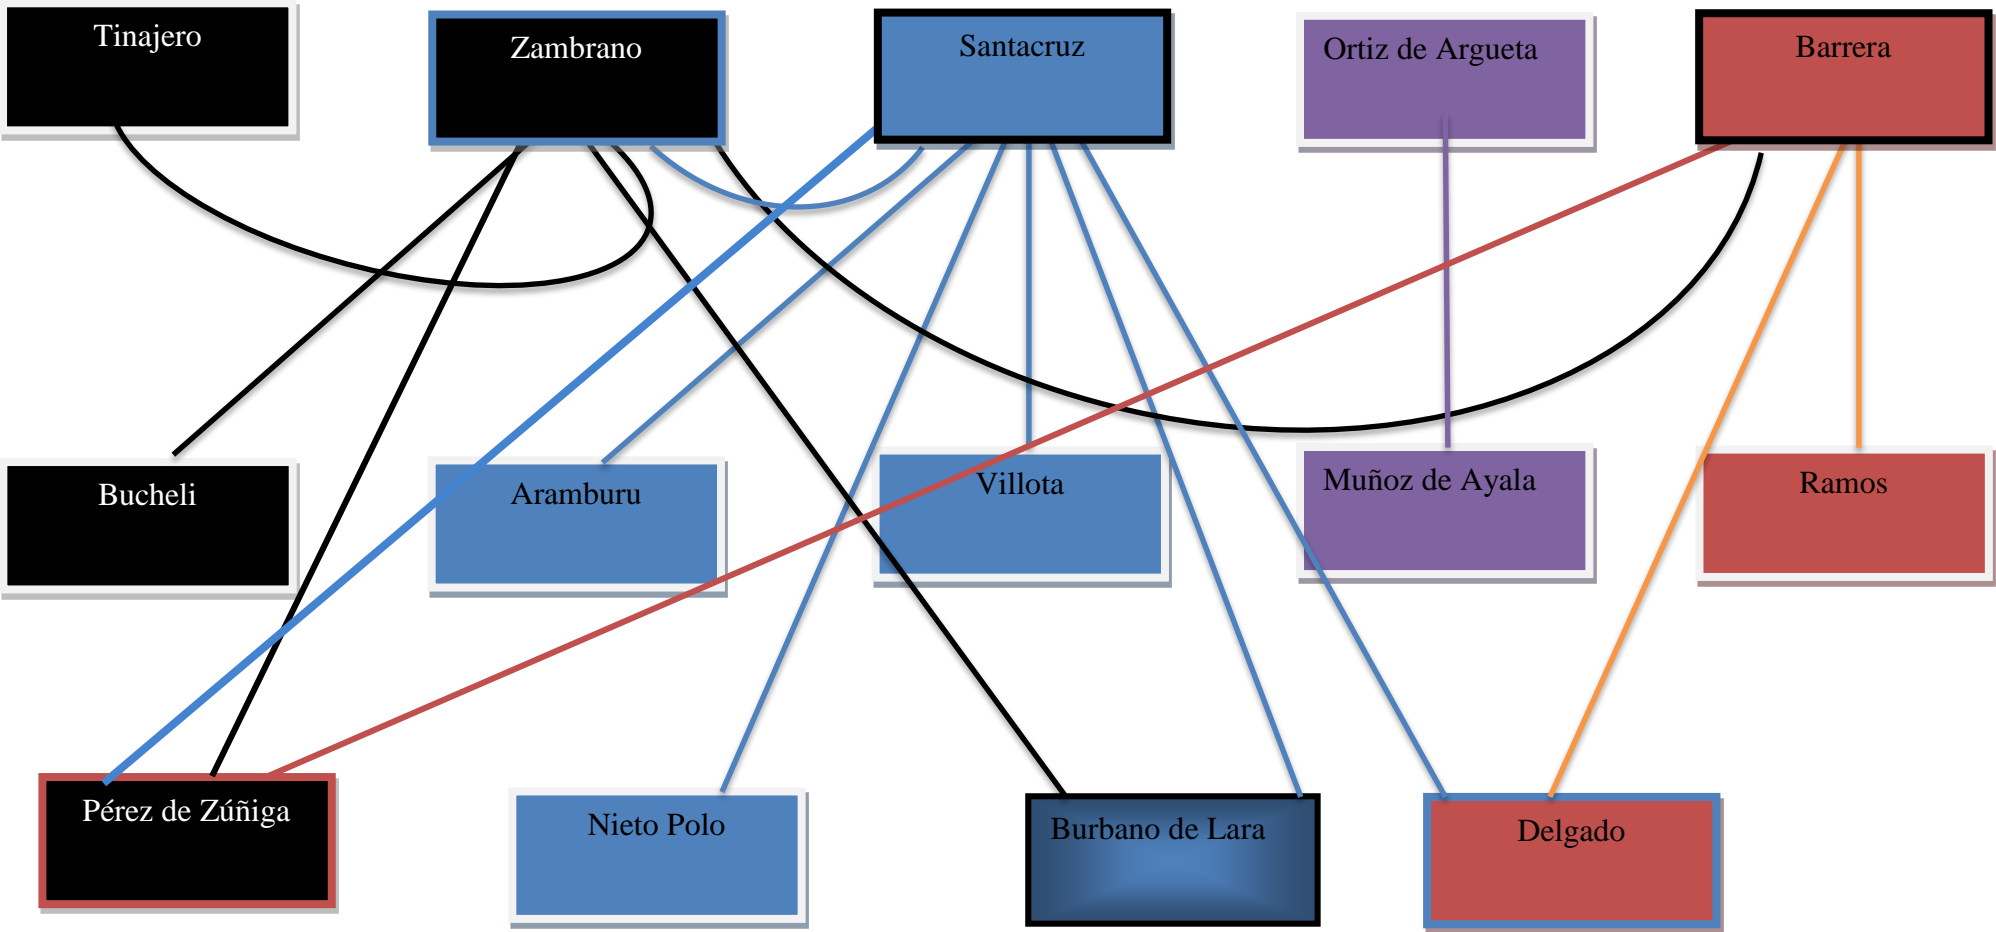 Tinajero
Zambrano
Santacruz
Ortiz de Argueta
Barrera
Bucheli
Aramburu
Villota
Muñoz de Ayala
Ramos
Pérez de Zúñiga
Nieto Polo
Burbano de Lara
Delgado